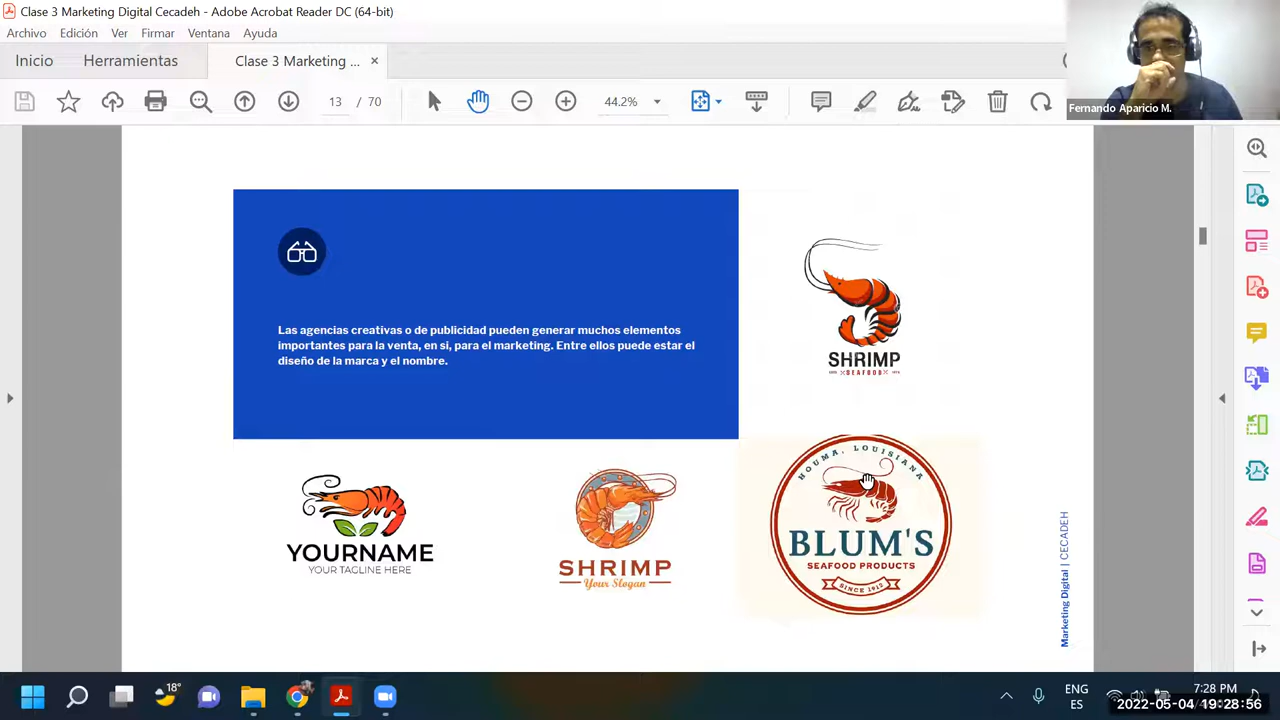 Clase 3 Marketing Digital Cecadeh - Adobe Acrobat Reader DC (64-bit)
Archivo Edición Ver Firmar Ventana Ayuda
Inicio Herramientas Clase 3 Marketing ... ×
13 / 70 44.2%
Fernando Aparicio M.
Las agencias creativas o de publicidad pueden generar muchos elementos
importantes para la venta, en si, para el marketing. Entre ellos puede estar el
diseño de la marca y el nombre.
SHRIMP
SEAFOOD
YOURNAME
YOUR TAGLINE HERE
SHRIMP
Your Slogan
HOUMA, LOUISIANA
BLUM'S
SEAFOOD PRODUCTS
SINCE 1912
Marketing Digital | CECADEH
18°
ENG
ES
7:28 PM
2022-05-04 19:28:56